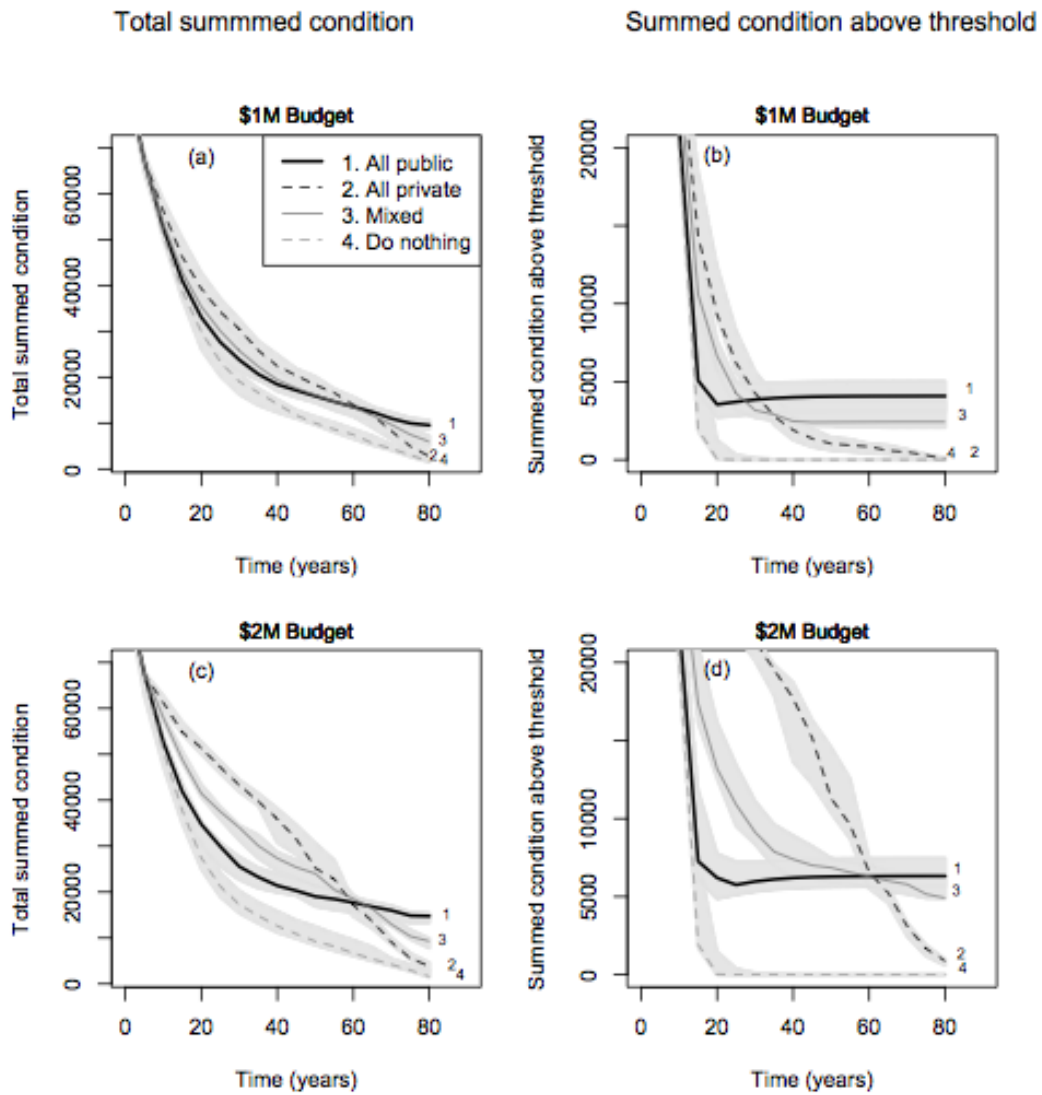 Total summmed condition
Summed condition above threshold
$1M Budget
(a)
1. All public
2. All private
3. Mixed
4. Do nothing
Total summed condition
0
20000
40000
60000
1
3
2
4
0
20
40
60
80
Time (years)
$1M Budget
(b)
Summed condition above threshold
0
5000
10000
20000
1
3
4
2
0
20
40
60
80
Time (years)
$2M Budget
(c)
Total summed condition
0
20000
40000
60000
1
3
2
4
0
20
40
60
80
Time (years)
$2M Budget
(d)
Summed condition above threshold
0
5000
10000
20000
1
3
2
4
0
20
40
60
80
Time (years)